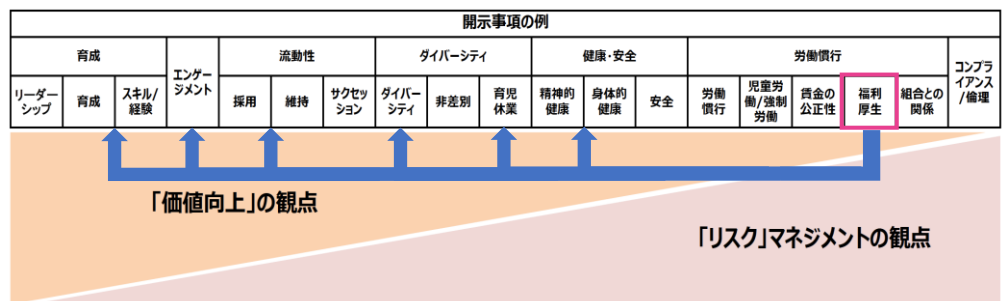 開示事項の例
育成
エンゲージメント
流動性
ダイバーシティ
健康・安全
労働慣行
コンプライアンス/倫理
リーダーシップ
育成
スキル/経験
採用
維持
サクセッション
ダイバーシティ
非差別
育児休業
精神的健康
身体的健康
安全
労働慣行
児童労働/強制労働
賃金の公正性
福利厚生
組合との関係
「価値向上」の観点
「リスク」マネジメントの観点